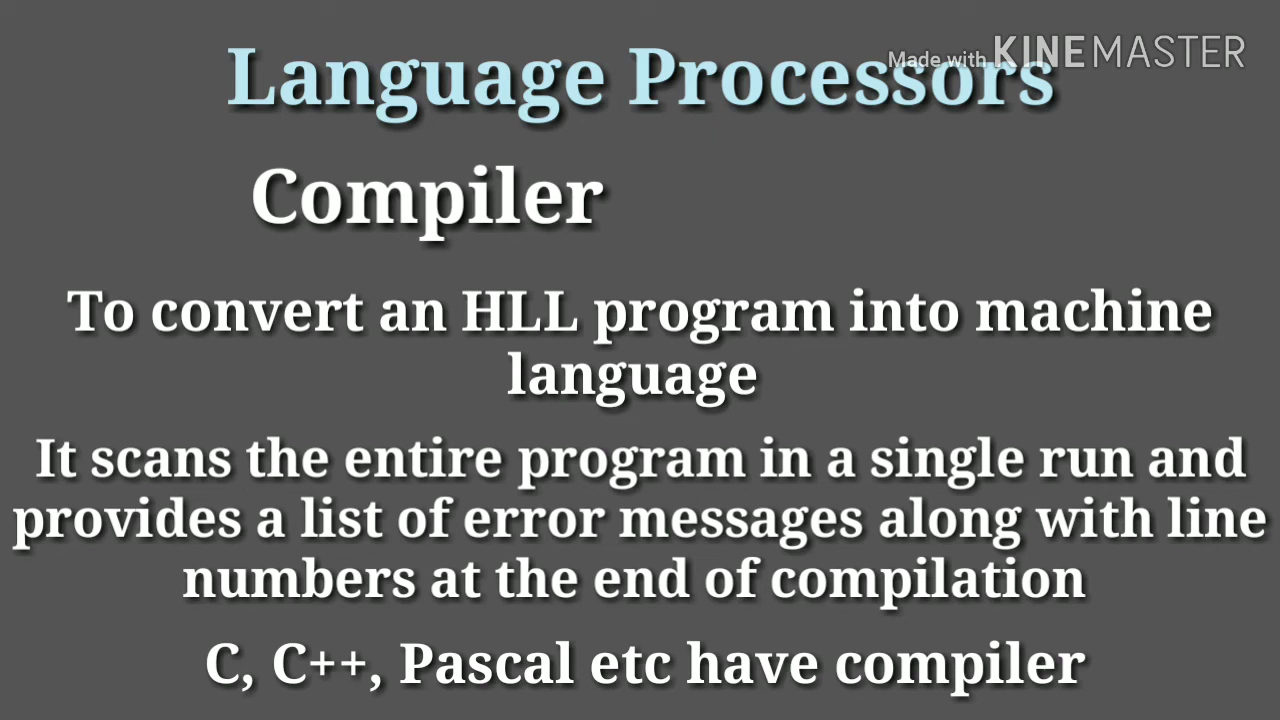 Made with KINEMASTER
Language Processors
Compiler
To convert an HLL program into machine
language
It scans the entire program in a single run and
provides a list of error messages along with line
numbers at the end of compilation
C, C++, Pascal etc have compiler